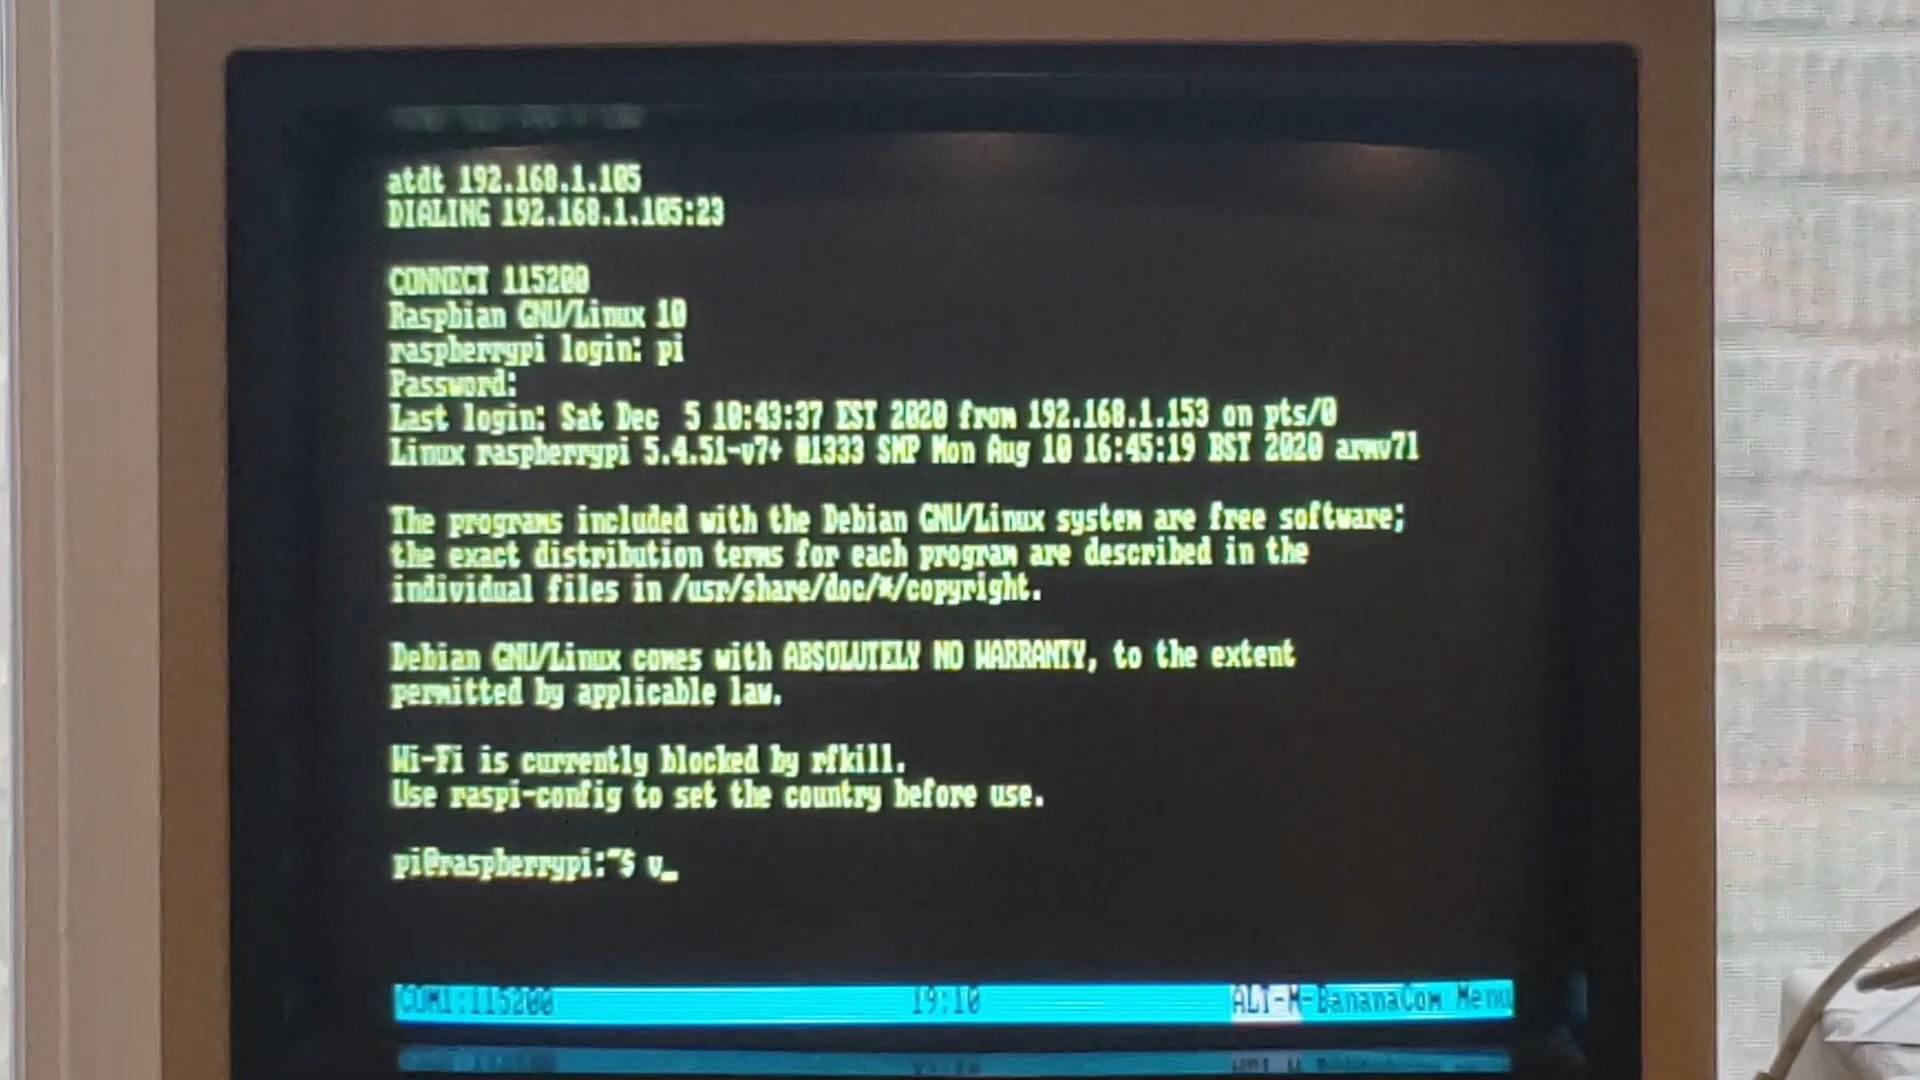 atdt 192.168.1.105
DIALING 192.168.1.105:23
CONNECT 115200
Raspbian GNU/Linux 10
raspberrypi login: pi
Password:
Last login: Sat Dec  5 10:43:37 EST 2020 from 192.168.1.153 on pts/0
Linux raspberrypi 5.4.51-v7+ #1333 SMP Mon Aug 10 16:45:19 BST 2020 armv7l
The programs included with the Debian GNU/Linux system are free software;
the exact distribution terms for each program are described in the
individual files in /usr/share/doc/*/copyright.
Debian GNU/Linux comes with ABSOLUTELY NO WARRANTY, to the extent
permitted by applicable law.
Wi-Fi is currently blocked by rfkill.
Use raspi-config to set the country before use.
pi@raspberrypi:~$ v_
COM1:115200 19:10 ALT-M-BananaCom Menu